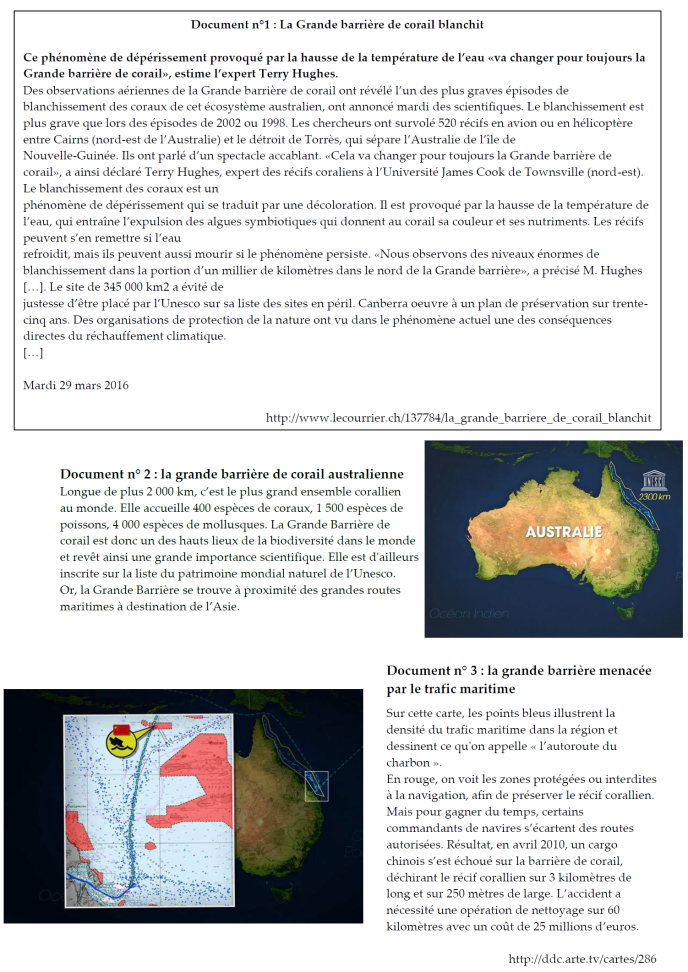 Document n°1 : La Grande barrière de corail blanchit
Ce phénomène de dépérissement provoqué par la hausse de la température de l’eau «va changer pour toujours la
Grande barrière de corail», estime l’expert Terry Hughes.
Des observations aériennes de la Grande barrière de corail ont révélé l’un des plus graves épisodes de
blanchissement des coraux de cet écosystème australien, ont annoncé mardi des scientifiques. Le blanchissement est
plus grave que lors des épisodes de 2002 ou 1998. Les chercheurs ont survolé 520 récifs en avion ou en hélicoptère
entre Cairns (nord-est de l’Australie) et le détroit de Torrès, qui sépare l’Australie de l’île de
Nouvelle-Guinée. Ils ont parlé d’un spectacle accablant. «Cela va changer pour toujours la Grande barrière de
corail», a ainsi déclaré Terry Hughes, expert des récifs coraliens à l’Université James Cook de Townsville (nord-est).
Le blanchissement des coraux est un
phénomène de dépérissement qui se traduit par une décoloration. Il est provoqué par la hausse de la température de
l’eau, qui entraîne l’expulsion des algues symbiotiques qui donnent au corail sa couleur et ses nutriments. Les récifs
peuvent s’en remettre si l’eau
refroidit, mais ils peuvent aussi mourir si le phénomène persiste. «Nous observons des niveaux énormes de
blanchissement dans la portion d’un millier de kilomètres dans le nord de la Grande barrière», a précisé M. Hughes
[…]. Le site de 345 000 km2 a évité de
justesse d’être placé par l’Unesco sur sa liste des sites en péril. Canberra oeuvre à un plan de préservation sur trente-
cinq ans. Des organisations de protection de la nature ont vu dans le phénomène actuel une des conséquences
directes du réchauffement climatique.
[…]
Mardi 29 mars 2016
http://www.lecourrier.ch/137784/la_grande_barriere_de_corail_blanchit
Document n° 2 : la grande barrière de corail australienne
Longue de plus 2 000 km, c’est le plus grand ensemble corallien
au monde. Elle accueille 400 espèces de coraux, 1 500 espèces de
poissons, 4 000 espèces de mollusques. La Grande Barrière de
corail est donc un des hauts lieux de la biodiversité dans le monde
et revêt ainsi une grande importance scientifique. Elle est d'ailleurs
inscrite sur la liste du patrimoine mondial naturel de l’Unesco.
Or, la Grande Barrière se trouve à proximité des grandes routes
maritimes à destination de l’Asie.
2300 km
AUSTRALIE
Océan Indien
Document n° 3 : la grande barrière menacée
par le trafic maritime
Sur cette carte, les points bleus illustrent la
densité du trafic maritime dans la région et
dessinent ce qu'on appelle « l’autoroute du
charbon ».
En rouge, on voit les zones protégées ou interdites
à la navigation, afin de préserver le récif corallien.
Mais pour gagner du temps, certains
commandants de navires s’écartent des routes
autorisées. Résultat, en avril 2010, un cargo
chinois s’est échoué sur la barrière de corail,
déchirant le récif corallien sur 3 kilomètres de
long et sur 250 mètres de large. L’accident a
nécessité une opération de nettoyage sur 60
kilomètres avec un coût de 25 millions d’euros.
http://ddc.arte.tv/cartes/286